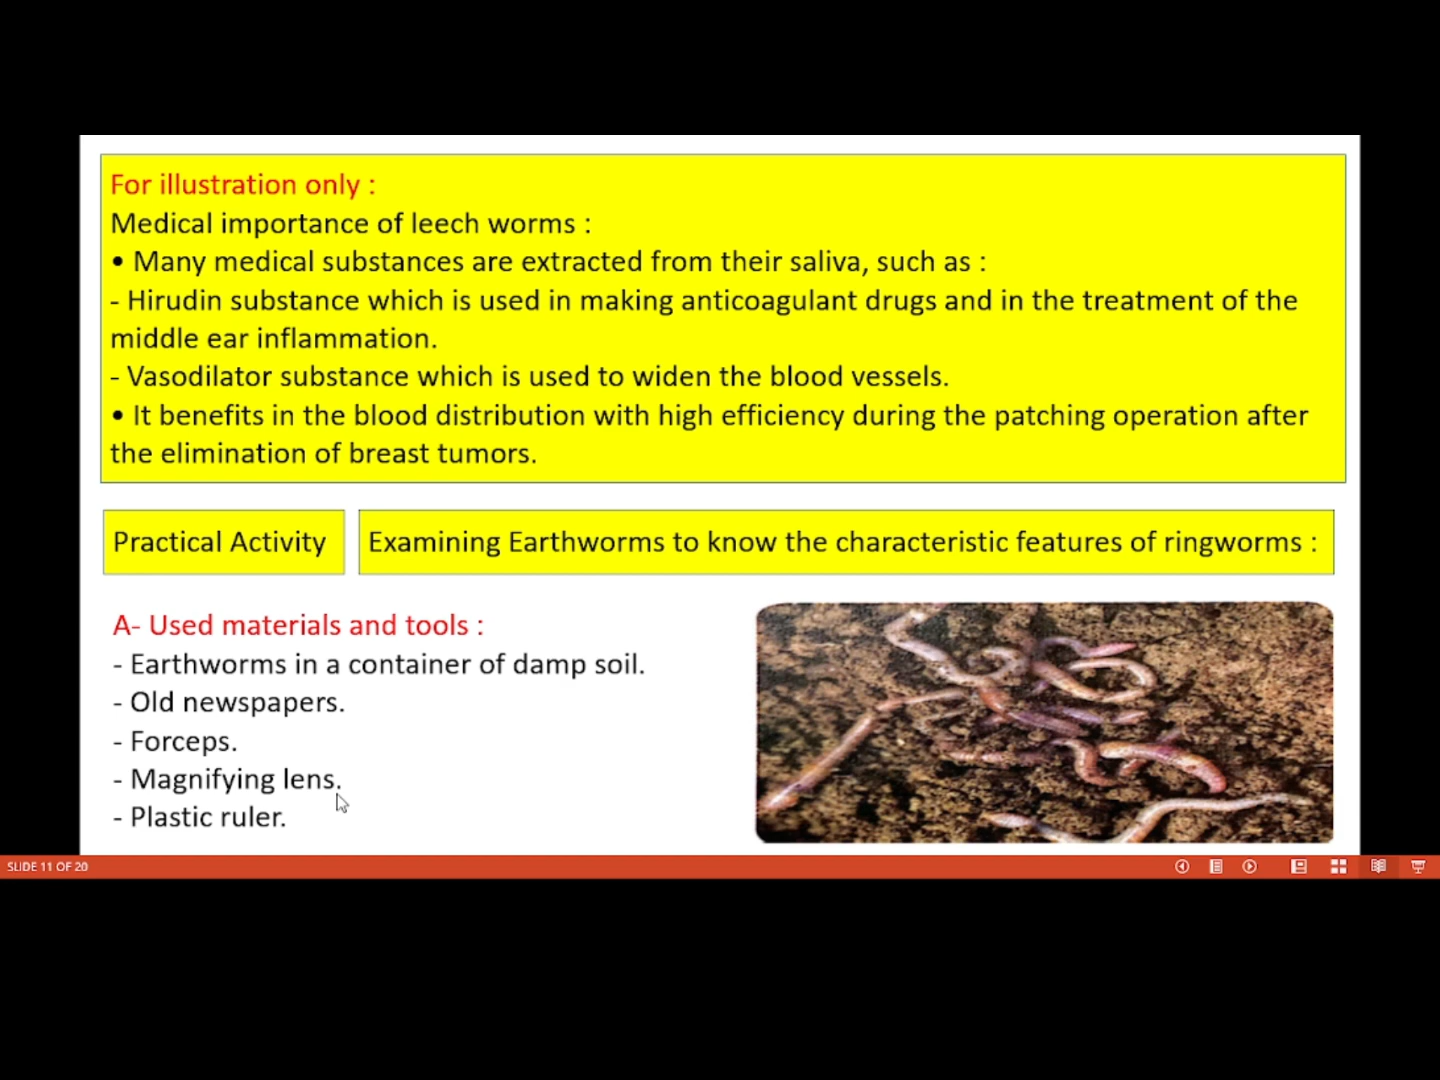 For illustration only :
Medical importance of leech worms :
• Many medical substances are extracted from their saliva, such as :
- Hirudin substance which is used in making anticoagulant drugs and in the treatment of the
middle ear inflammation.
- Vasodilator substance which is used to widen the blood vessels.
• It benefits in the blood distribution with high efficiency during the patching operation after
the elimination of breast tumors.
Practical Activity
Examining Earthworms to know the characteristic features of ringworms :
A- Used materials and tools :
- Earthworms in a container of damp soil.
- Old newspapers.
- Forceps.
- Magnifying lens.
- Plastic ruler.
SLIDE 11 OF 20